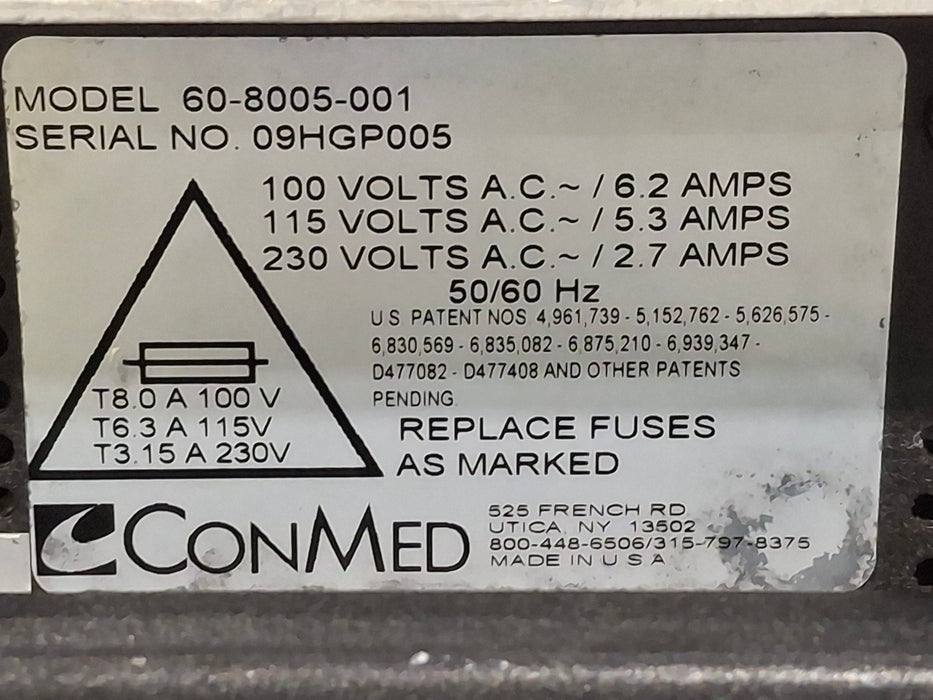 MODEL 60-8005-001
SERIAL NO. 09HGP005
100 VOLTS A.C.~ / 6.2 AMPS
115 VOLTS A.C.~ / 5.3 AMPS
230 VOLTS A.C.~ / 2.7 AMPS
50/60 Hz
U.S. PATENT NOS. 4,961,739 - 5,152,762 - 5,626,575 -
6,830,569 - 6,835,082 - 6,875,210 - 6,939,347 -
D477082 - D477408 AND OTHER PATENTS
PENDING.
T8.0 A 100 V
T6.3 A 115V
T3.15 A 230V
REPLACE FUSES
AS MARKED
CONMED
525 FRENCH RD.
UTICA, NY 13502
800-448-6506/315-797-8375
MADE IN U S A